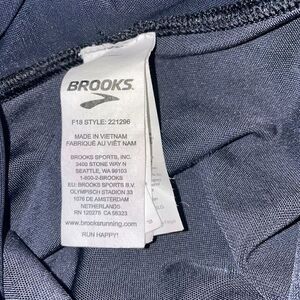 BROOKS
F18 STYLE: 221296
MADE IN VIETNAM
FABRIQUÉ AU VIÊT NAM
BROOKS SPORTS, INC.
3400 STONE WAY N
SEATTLE, WA 98103
1-800-2-BROOKS
EU: BROOKS SPORTS B.V.
OLYMPISCH STADION 33
1076 DE AMSTERDAM
NETHERLANDS
RN 120276 CA 56323
www.brooksrunning.com
RUN HAPPY!